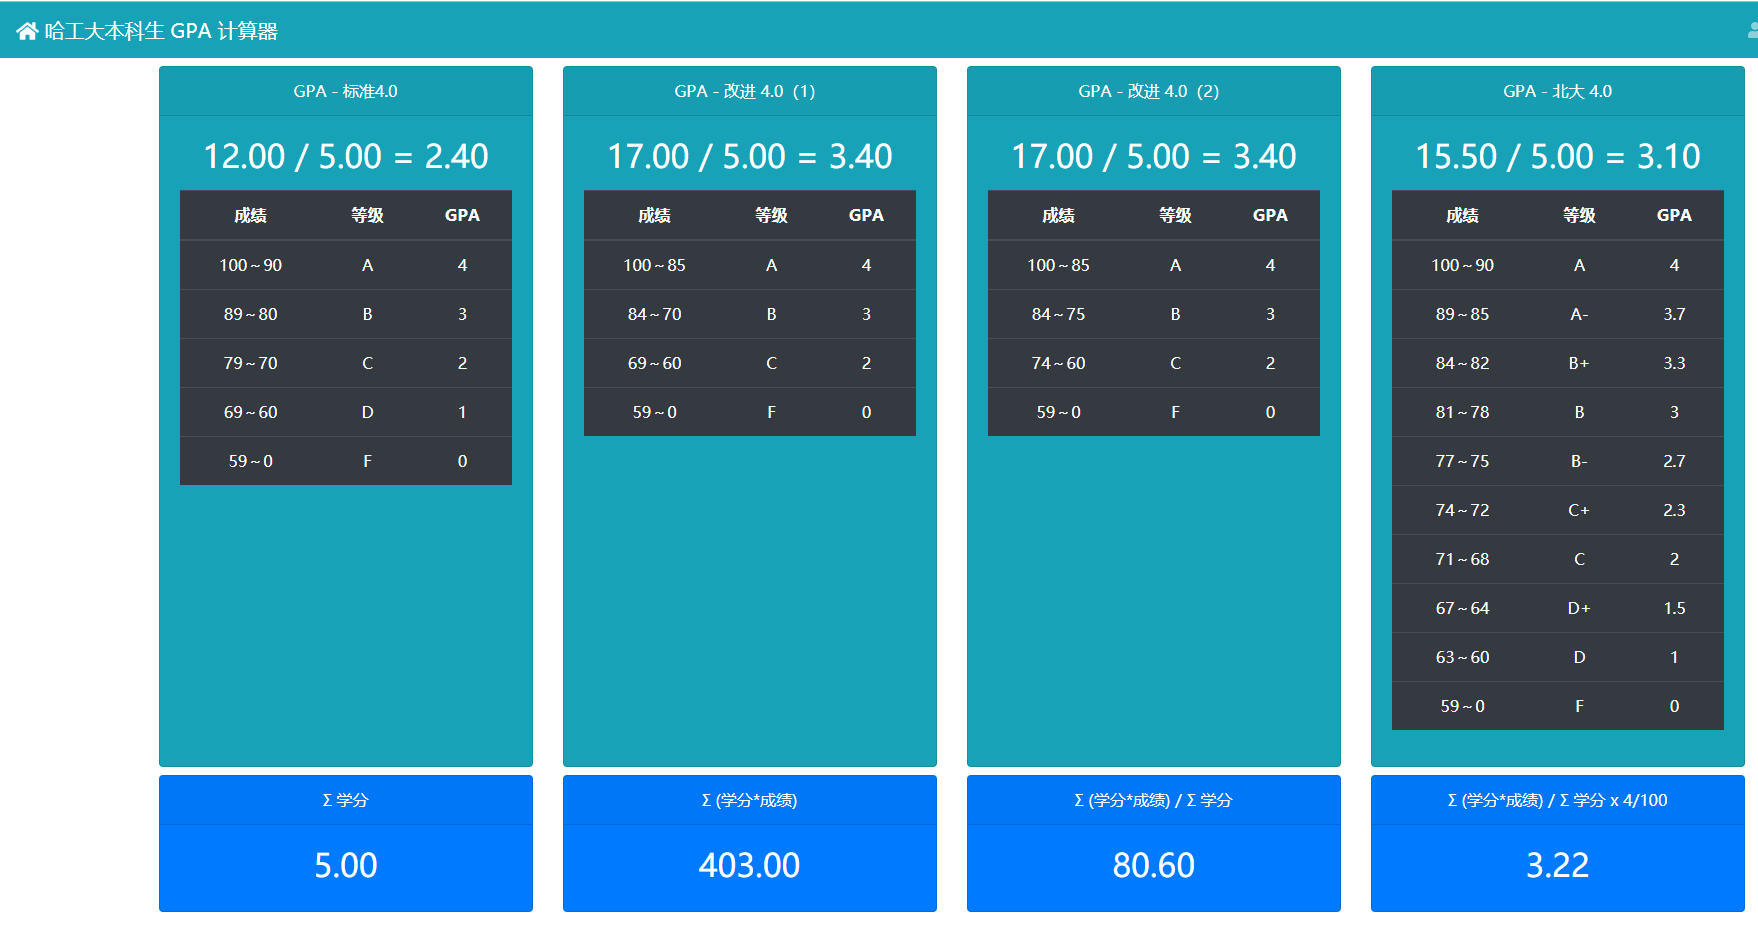 哈工大本科生 GPA 计算器
GPA - 标准4.0
12.00 / 5.00 = 2.40
成绩 等级 GPA
100~90 A 4
89~80 B 3
79~70 C 2
69~60 D 1
59~0 F 0
GPA - 改进 4.0（1）
17.00 / 5.00 = 3.40
成绩 等级 GPA
100~85 A 4
84~70 B 3
69~60 C 2
59~0 F 0
GPA - 改进 4.0（2）
17.00 / 5.00 = 3.40
成绩 等级 GPA
100~85 A 4
84~75 B 3
74~60 C 2
59~0 F 0
GPA - 北大 4.0
15.50 / 5.00 = 3.10
成绩 等级 GPA
100~90 A 4
89~85 A- 3.7
84~82 B+ 3.3
81~78 B 3
77~75 B- 2.7
74~72 C+ 2.3
71~68 C 2
67~64 D+ 1.5
63~60 D 1
59~0 F 0
Σ 学分
5.00
Σ (学分*成绩)
403.00
Σ (学分*成绩) / Σ 学分
80.60
Σ (学分*成绩) / Σ 学分 x 4/100
3.22